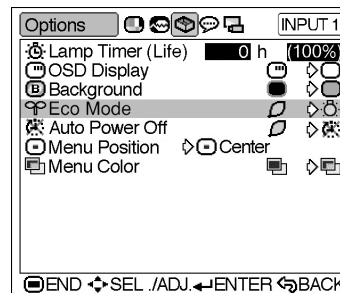 Options INPUT 1
Lamp Timer (Life) 0 h (100%)
OSD Display
Background
Eco Mode
Auto Power Off
Menu Position Center
Menu Color
END SEL ./ADJ. ENTER BACK